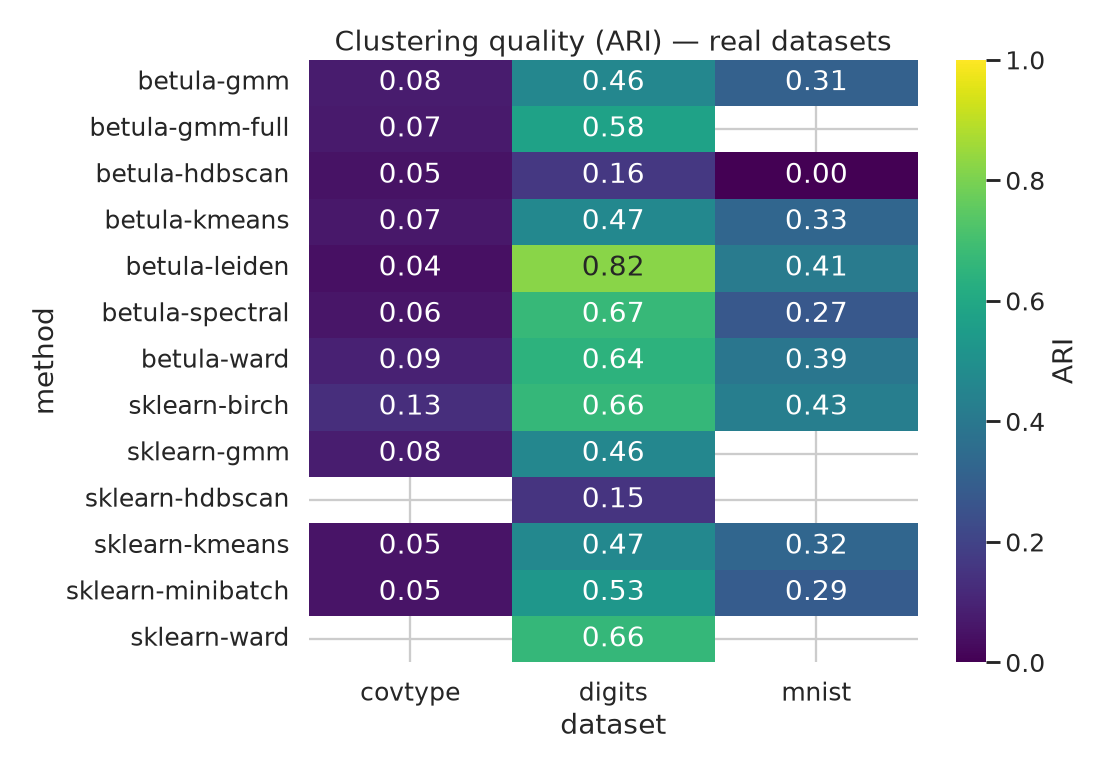 Clustering quality (ARI) — real datasets
betula-gmm 0.08 0.46 0.31
betula-gmm-full 0.07 0.58
betula-hdbscan 0.05 0.16 0.00
betula-kmeans 0.07 0.47 0.33
betula-leiden 0.04 0.82 0.41
betula-spectral 0.06 0.67 0.27
betula-ward 0.09 0.64 0.39
sklearn-birch 0.13 0.66 0.43
sklearn-gmm 0.08 0.46
sklearn-hdbscan 0.15
sklearn-kmeans 0.05 0.47 0.32
sklearn-minibatch 0.05 0.53 0.29
sklearn-ward 0.66
covtype digits mnist
dataset
method
1.0
0.8
0.6
0.4
0.2
0.0
ARI